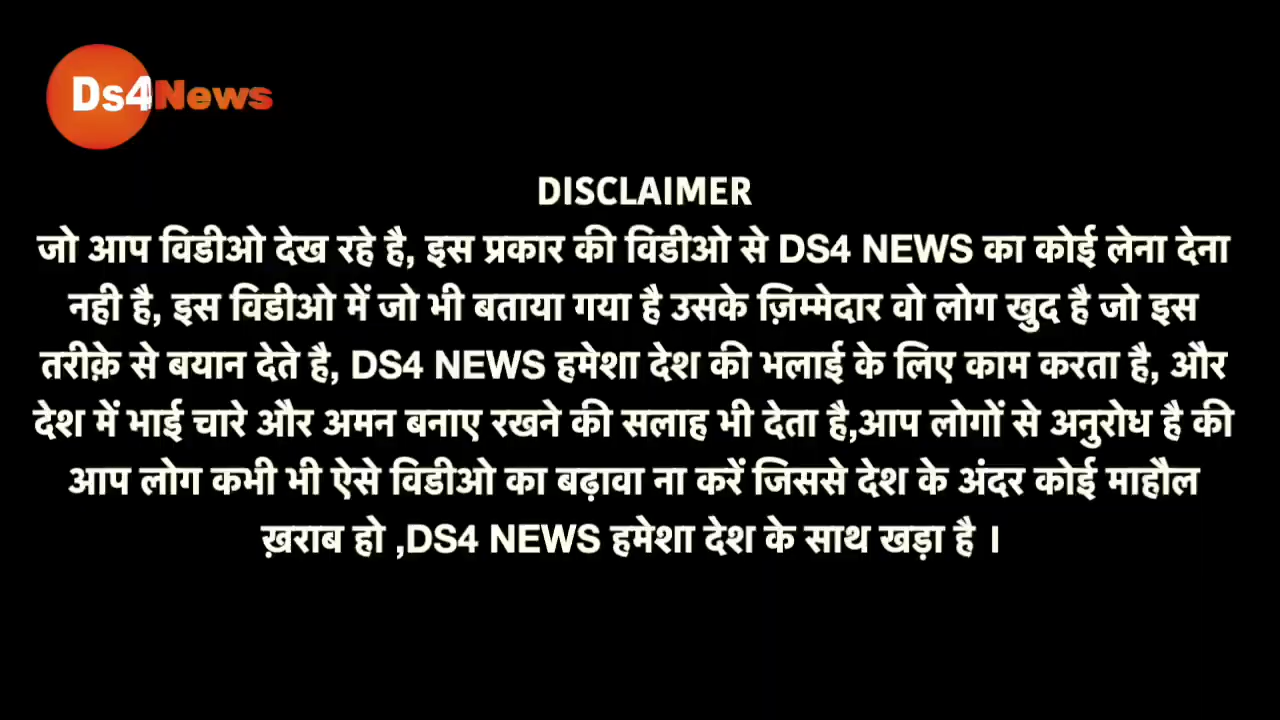 Ds4News
DISCLAIMER
जो आप विडीओ देख रहे है, इस प्रकार की विडीओ से DS4 NEWS का कोई लेना देना
नही है, इस विडीओ में जो भी बताया गया है उसके ज़िम्मेदार वो लोग खुद है जो इस
तरीक़े से बयान देते है, DS4 NEWS हमेशा देश की भलाई के लिए काम करता है, और
देश में भाई चारे और अमन बनाए रखने की सलाह भी देता है,आप लोगों से अनुरोध है की
आप लोग कभी भी ऐसे विडीओ का बढ़ावा ना करें जिससे देश के अंदर कोई माहौल
ख़राब हो ,DS4 NEWS हमेशा देश के साथ खड़ा है ।